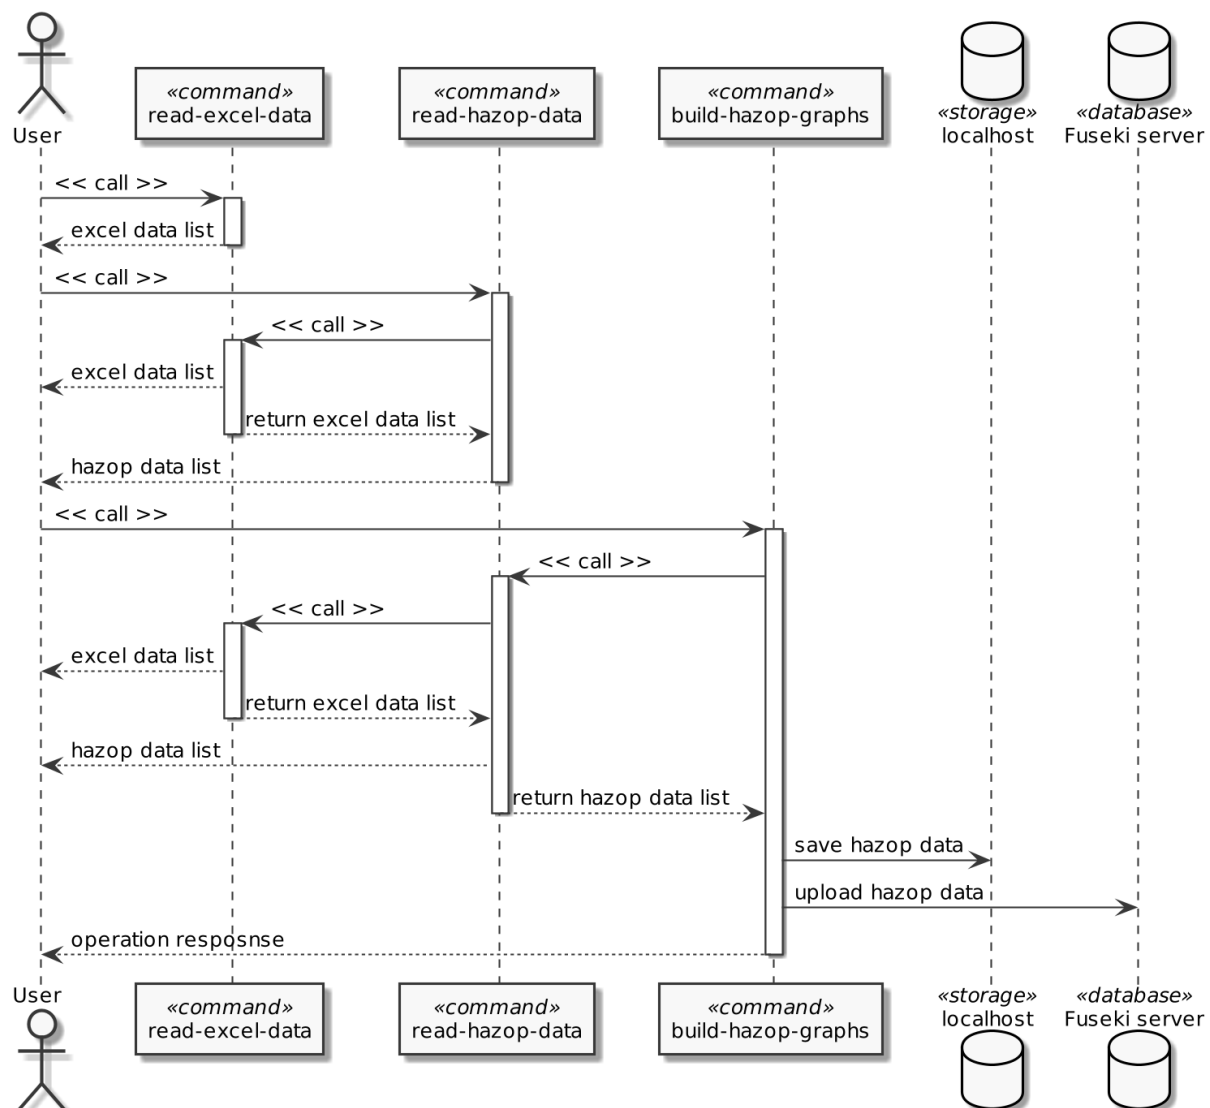 «command»
read-excel-data
«command»
read-hazop-data
«command»
build-hazop-graphs
User
«storage»
localhost
«database»
Fuseki server
<< call >>
excel data list
<< call >>
<< call >>
excel data list
return excel data list
hazop data list
<< call >>
<< call >>
<< call >>
excel data list
return excel data list
hazop data list
return hazop data list
save hazop data
upload hazop data
operation resposnse
User
«command»
read-excel-data
«command»
read-hazop-data
«command»
build-hazop-graphs
«storage»
localhost
«database»
Fuseki server